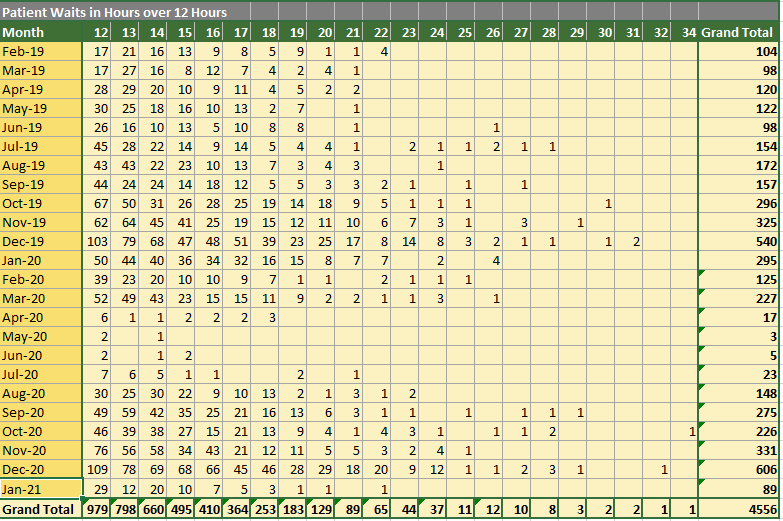 Patient Waits in Hours over 12 Hours
Month 12 13 14 15 16 17 18 19 20 21 22 23 24 25 26 27 28 29 30 31 32 34 Grand Total
Feb-19 17 21 16 13 9 8 5 9 1 1 4 104
Mar-19 17 27 16 8 12 7 4 2 4 1 98
Apr-19 28 29 20 10 9 11 4 5 2 2 120
May-19 30 25 18 16 10 13 2 7 1 122
Jun-19 26 16 10 13 5 10 8 8 1 1 98
Jul-19 45 28 22 14 9 14 5 4 4 1 2 1 1 2 1 1 154
Aug-19 43 43 22 23 10 13 7 3 4 3 1 172
Sep-19 44 24 24 14 18 12 5 5 3 3 2 1 1 1 157
Oct-19 67 50 31 26 28 25 19 14 18 9 5 1 1 1 1 296
Nov-19 62 64 45 41 25 19 15 12 11 10 6 7 3 1 3 1 325
Dec-19 103 79 68 47 48 51 39 23 25 17 8 14 8 3 2 1 1 1 2 540
Jan-20 50 44 40 36 34 32 16 15 8 7 7 2 4 295
Feb-20 39 23 20 10 10 9 7 1 1 2 1 1 1 125
Mar-20 52 49 43 23 15 15 11 9 2 2 1 1 3 1 227
Apr-20 6 1 1 2 2 2 3 17
May-20 2 1 3
Jun-20 2 1 2 5
Jul-20 7 6 5 1 1 2 1 23
Aug-20 30 25 30 22 9 10 13 2 1 3 1 2 148
Sep-20 49 59 42 35 25 21 16 13 6 3 1 1 1 1 1 1 275
Oct-20 46 39 38 27 15 21 13 9 4 1 4 3 1 1 1 2 1 226
Nov-20 76 56 58 34 43 21 12 11 5 5 3 2 4 1 331
Dec-20 109 78 69 68 66 45 46 28 29 18 20 9 12 1 1 2 3 1 1 606
Jan-21 29 12 20 10 7 5 3 1 1 1 89
Grand Total 979 798 660 495 410 364 253 183 129 89 65 44 37 11 12 10 8 3 2 2 1 1 4556